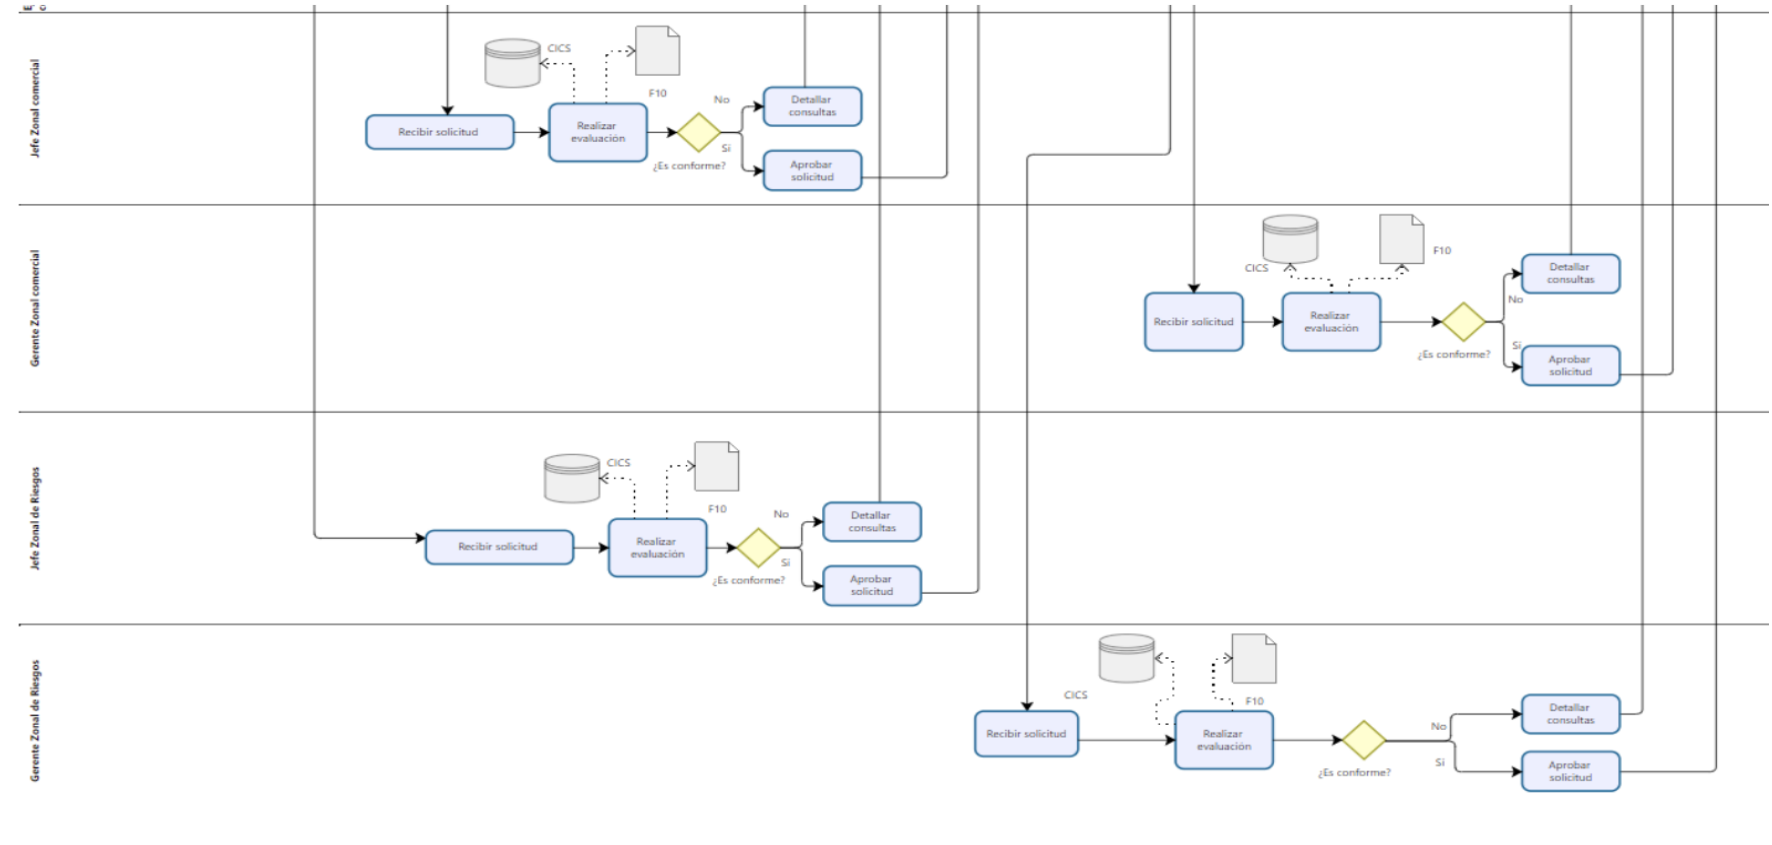 Jefe Zonal comercial
CICS
F10
Recibir solicitud
Realizar
evaluación
¿Es conforme?
No
Si
Detallar
consultas
Aprobar
solicitud
Gerente Zonal comercial
CICS
F10
Recibir solicitud
Realizar
evaluación
¿Es conforme?
No
Si
Detallar
consultas
Aprobar
solicitud
Jefe Zonal de Riesgos
CICS
F10
Recibir solicitud
Realizar
evaluación
¿Es conforme?
No
Si
Detallar
consultas
Aprobar
solicitud
Gerente Zonal de Riesgos
CICS
F10
Recibir solicitud
Realizar
evaluación
¿Es conforme?
No
Si
Detallar
consultas
Aprobar
solicitud